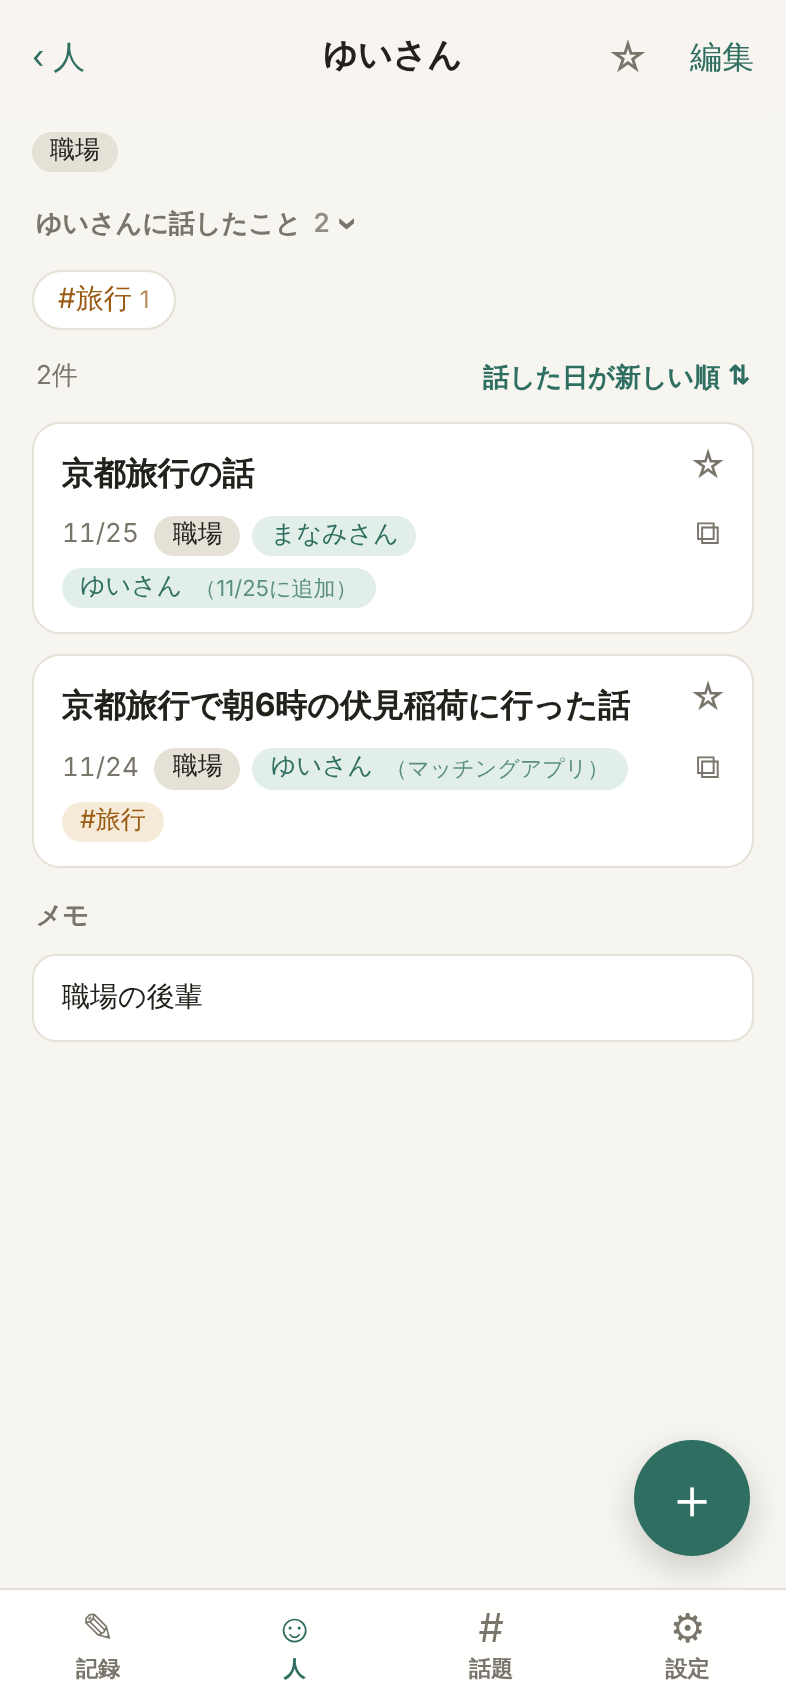 ‹ 人 ゆいさん ☆ 編集
職場
ゆいさんに話したこと 2
#旅行 1
2件 話した日が新しい順 ⇅
京都旅行の話 ☆
11/25 職場 まなみさん
ゆいさん （11/25に追加）
京都旅行で朝6時の伏見稲荷に行った話 ☆
11/24 職場 ゆいさん （マッチングアプリ）
#旅行
メモ
職場の後輩
+
記録 人 # 話題 設定